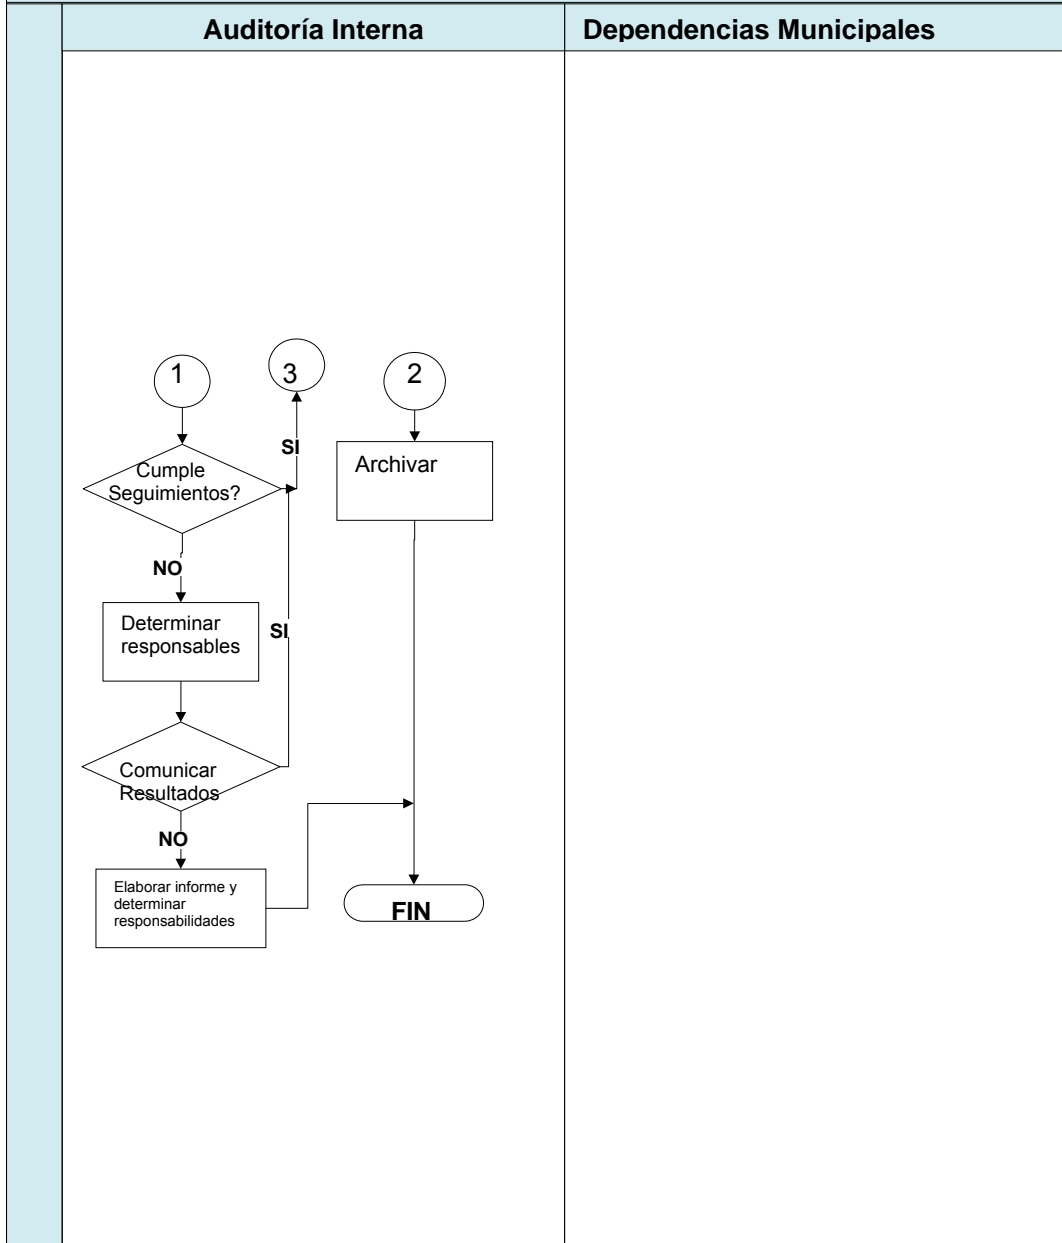 Auditoría Interna
Dependencias Municipales
1
3
2
SI
Cumple
Seguimientos?
Archivar
NO
Determinar
responsables
SI
Comunicar
Resultados
NO
Elaborar informe y
determinar
responsabilidades
FIN